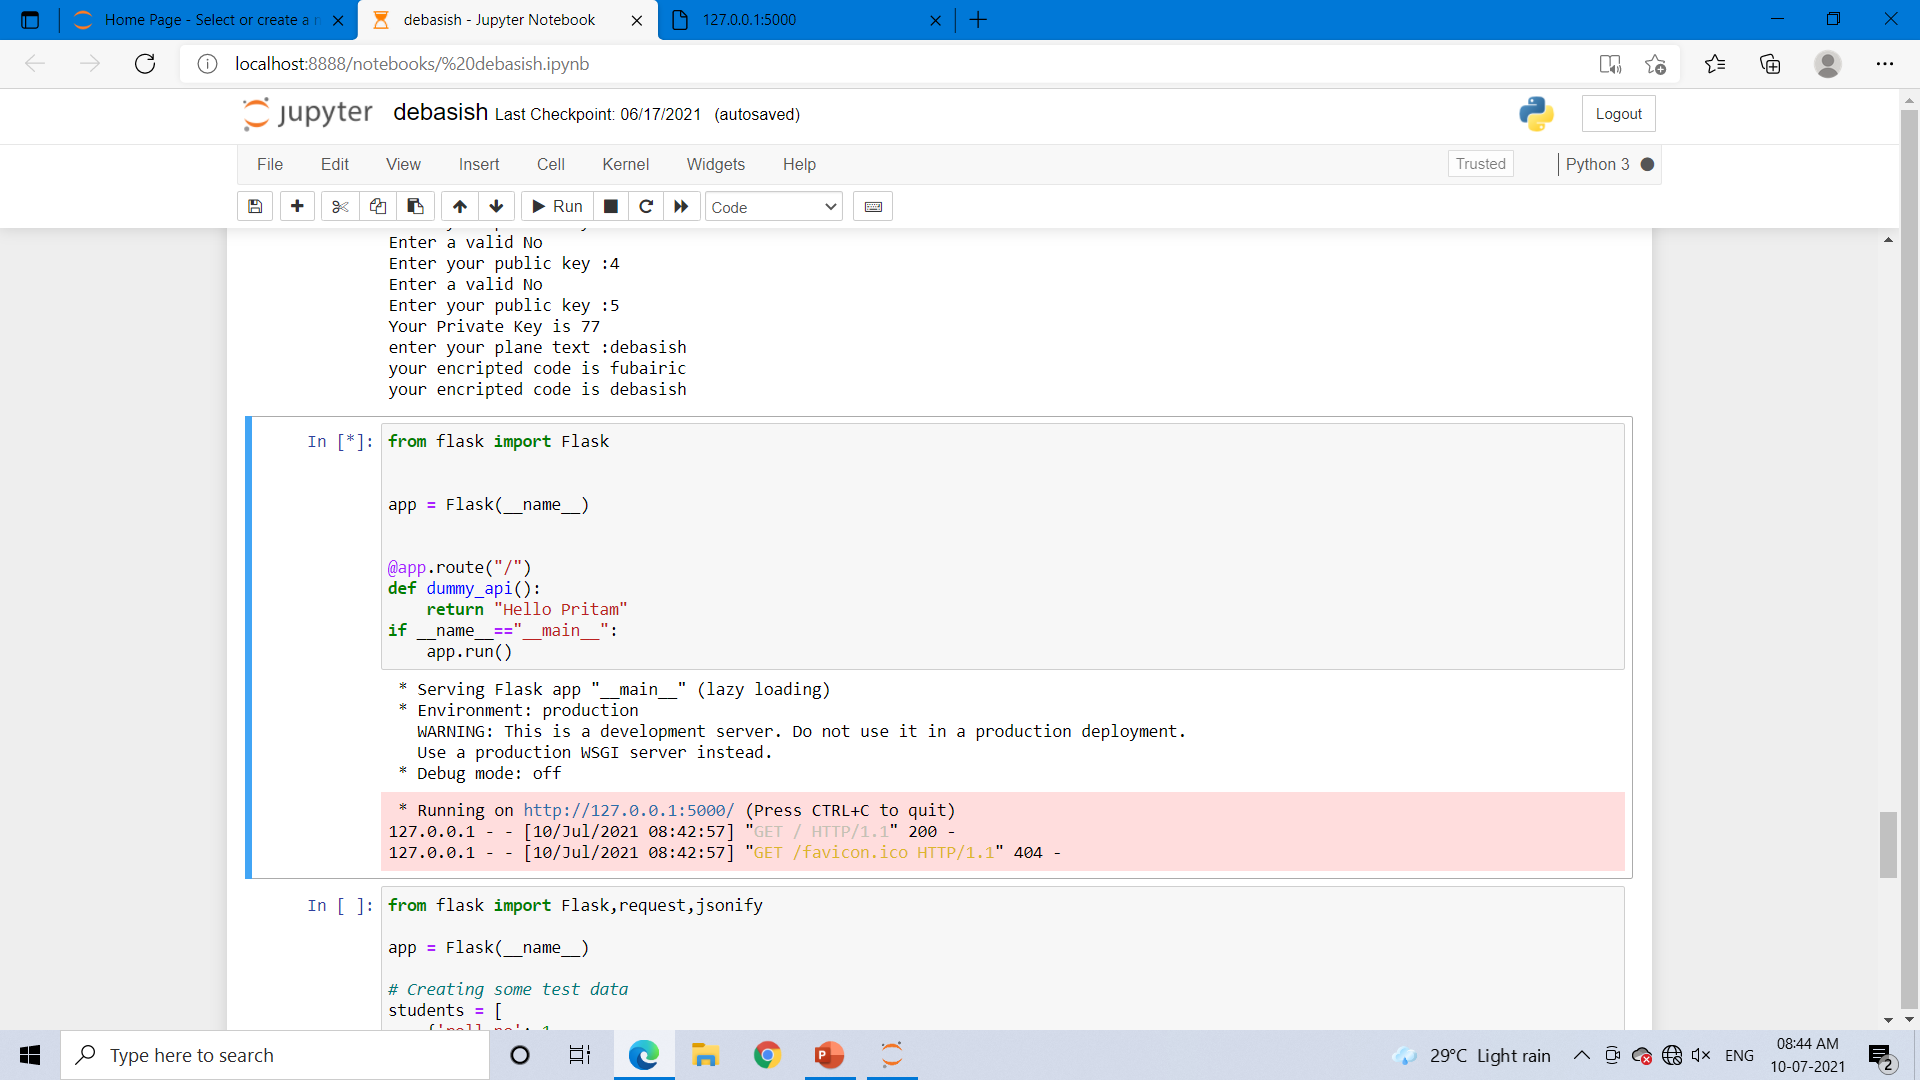 Home Page - Select or create a n
debasish - Jupyter Notebook
127.0.0.1:5000
localhost:8888/notebooks/%20debasish.ipynb
jupyter debasish Last Checkpoint: 06/17/2021 (autosaved)
Logout
File Edit View Insert Cell Kernel Widgets Help
Trusted
Python 3
Run
Code
Enter a valid No
Enter your public key :4
Enter a valid No
Enter your public key :5
Your Private Key is 77
enter your plane text :debasish
your encripted code is fubairic
your encripted code is debasish
In [*]:
from flask import Flask
app = Flask(__name__)
@app.route("/")
def dummy_api():
    return "Hello Pritam"
if __name__=="__main__":
    app.run()
* Serving Flask app "__main__" (lazy loading)
* Environment: production
WARNING: This is a development server. Do not use it in a production deployment.
Use a production WSGI server instead.
* Debug mode: off
* Running on http://127.0.0.1:5000/ (Press CTRL+C to quit)
127.0.0.1 - - [10/Jul/2021 08:42:57] "GET / HTTP/1.1" 200 -
127.0.0.1 - - [10/Jul/2021 08:42:57] "GET /favicon.ico HTTP/1.1" 404 -
In [ ]:
from flask import Flask,request,jsonify
app = Flask(__name__)
# Creating some test data
students = [
Type here to search
29°C Light rain
ENG
08:44 AM
10-07-2021
2